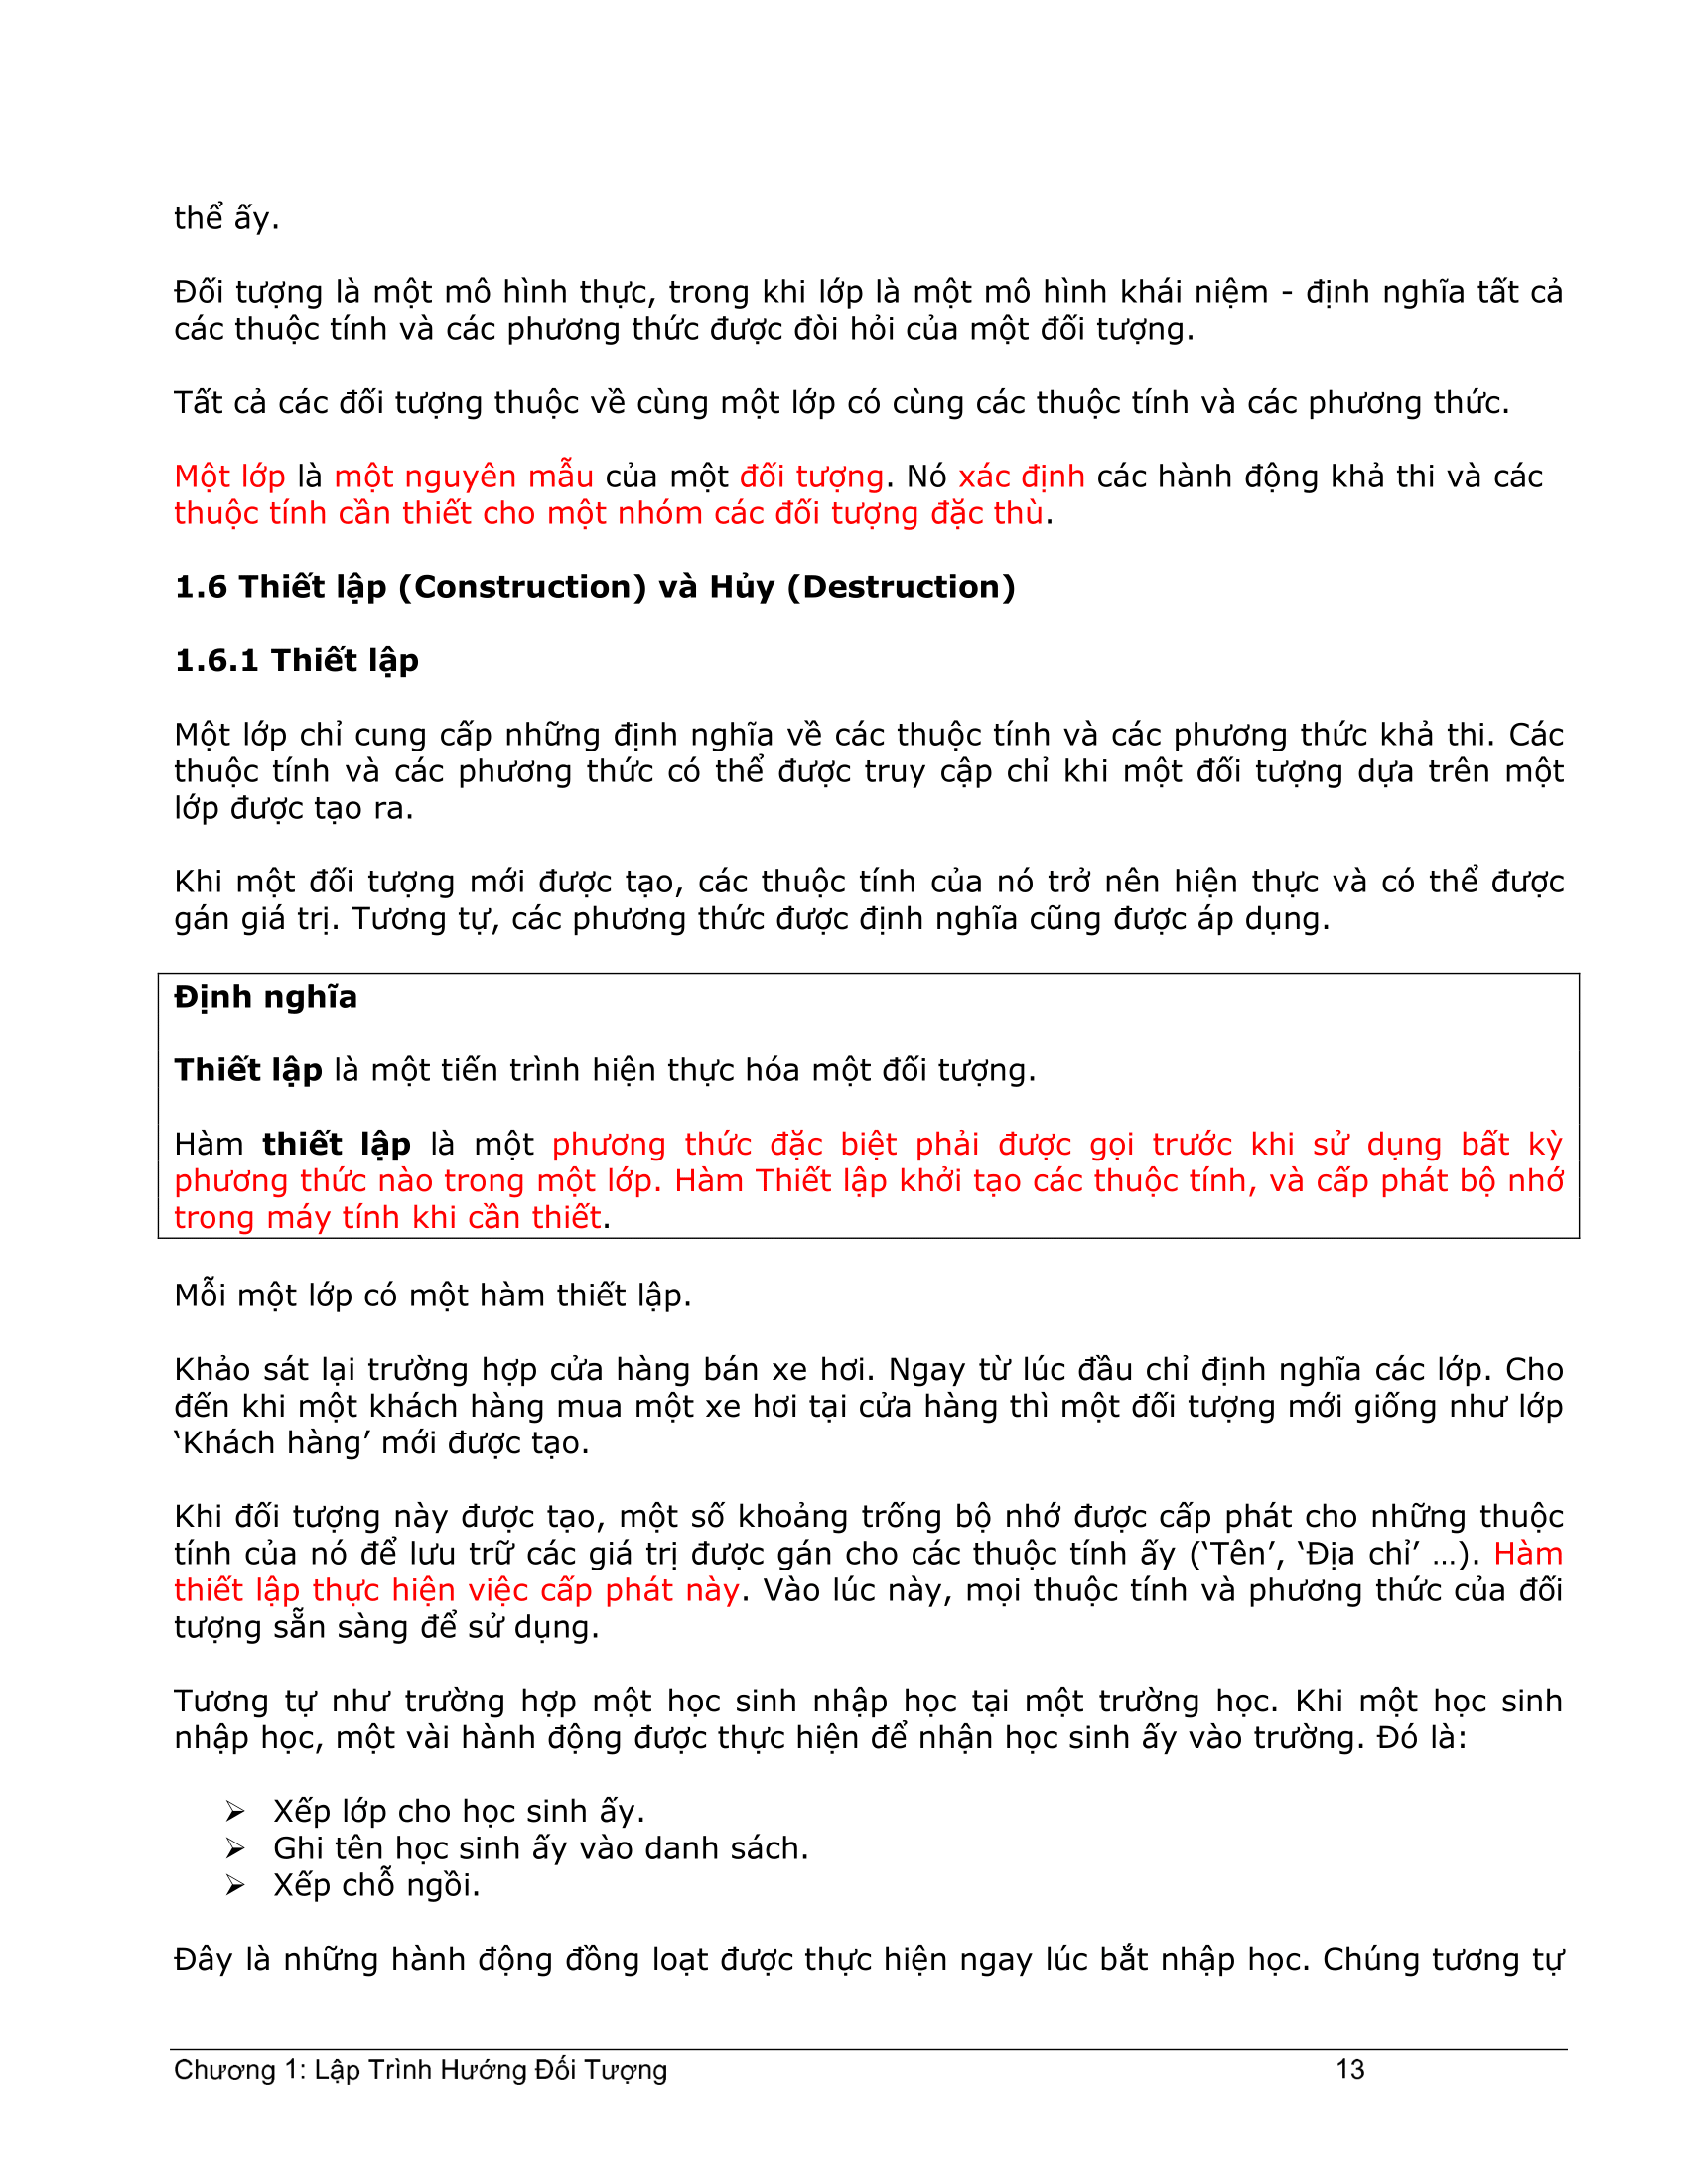 thể ấy.
Đối tượng là một mô hình thực, trong khi lớp là một mô hình khái niệm - định nghĩa tất cả
các thuộc tính và các phương thức được đòi hỏi của một đối tượng.
Tất cả các đối tượng thuộc về cùng một lớp có cùng các thuộc tính và các phương thức.
Một lớp là một nguyên mẫu của một đối tượng. Nó xác định các hành động khả thi và các
thuộc tính cần thiết cho một nhóm các đối tượng đặc thù.
1.6 Thiết lập (Construction) và Hủy (Destruction)
1.6.1 Thiết lập
Một lớp chỉ cung cấp những định nghĩa về các thuộc tính và các phương thức khả thi. Các
thuộc tính và các phương thức có thể được truy cập chỉ khi một đối tượng dựa trên một
lớp được tạo ra.
Khi một đối tượng mới được tạo, các thuộc tính của nó trở nên hiện thực và có thể được
gán giá trị. Tương tự, các phương thức được định nghĩa cũng được áp dụng.
Định nghĩa
Thiết lập là một tiến trình hiện thực hóa một đối tượng.
Hàm thiết lập là một phương thức đặc biệt phải được gọi trước khi sử dụng bất kỳ
phương thức nào trong một lớp. Hàm Thiết lập khởi tạo các thuộc tính, và cấp phát bộ nhớ
trong máy tính khi cần thiết.
Mỗi một lớp có một hàm thiết lập.
Khảo sát lại trường hợp cửa hàng bán xe hơi. Ngay từ lúc đầu chỉ định nghĩa các lớp. Cho
đến khi một khách hàng mua một xe hơi tại cửa hàng thì một đối tượng mới giống như lớp
‘Khách hàng’ mới được tạo.
Khi đối tượng này được tạo, một số khoảng trống bộ nhớ được cấp phát cho những thuộc
tính của nó để lưu trữ các giá trị được gán cho các thuộc tính ấy (‘Tên’, ‘Địa chỉ’ …). Hàm
thiết lập thực hiện việc cấp phát này. Vào lúc này, mọi thuộc tính và phương thức của đối
tượng sẵn sàng để sử dụng.
Tương tự như trường hợp một học sinh nhập học tại một trường học. Khi một học sinh
nhập học, một vài hành động được thực hiện để nhận học sinh ấy vào trường. Đó là:
➢ Xếp lớp cho học sinh ấy.
➢ Ghi tên học sinh ấy vào danh sách.
➢ Xếp chỗ ngồi.
Đây là những hành động đồng loạt được thực hiện ngay lúc bắt nhập học. Chúng tương tự
Chương 1: Lập Trình Hướng Đối Tượng 13